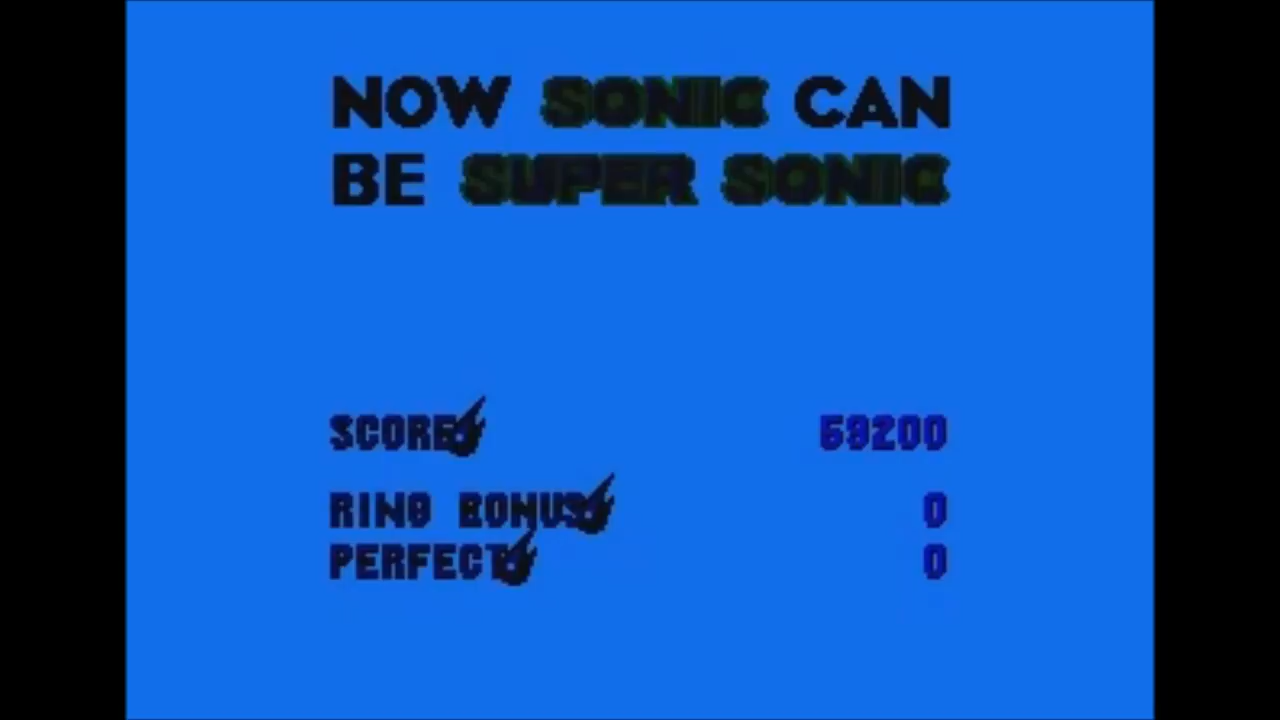 NOW SONIC CAN
BE SUPER SONIC
SCORE 59200
RING BONUS 0
PERFECT 0